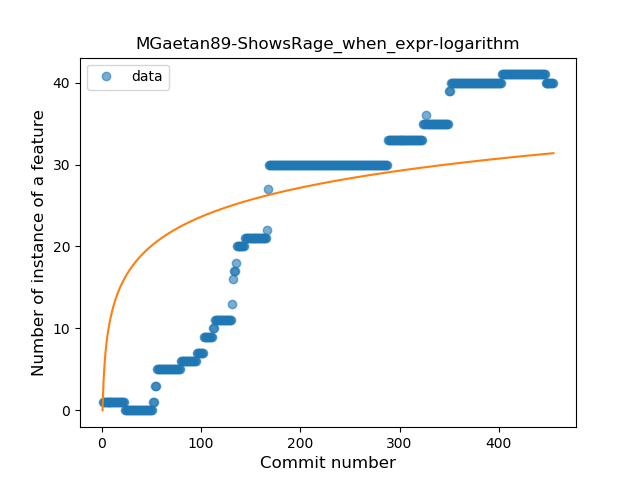 MGaetan89-ShowsRage_when_expr-logarithm
data
Number of instance of a feature
40
30
20
10
0
0 100 200 300 400
Commit number